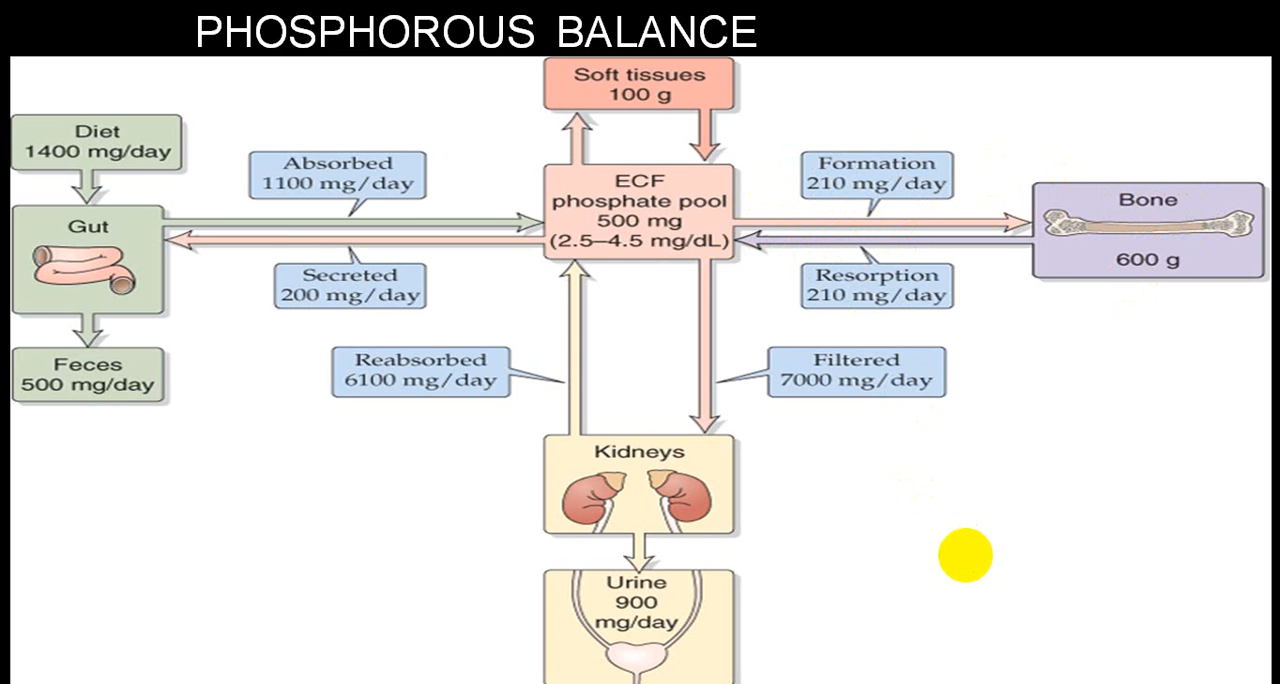 PHOSPHOROUS BALANCE
Soft tissues
100 g
Diet
1400 mg/day
Absorbed
1100 mg/day
Formation
210 mg/day
ECF
phosphate pool
500 mg
(2.5–4.5 mg/dL)
Bone
600 g
Gut
Secreted
200 mg/day
Resorption
210 mg/day
Feces
500 mg/day
Reabsorbed
6100 mg/day
Filtered
7000 mg/day
Kidneys
Urine
900
mg/day